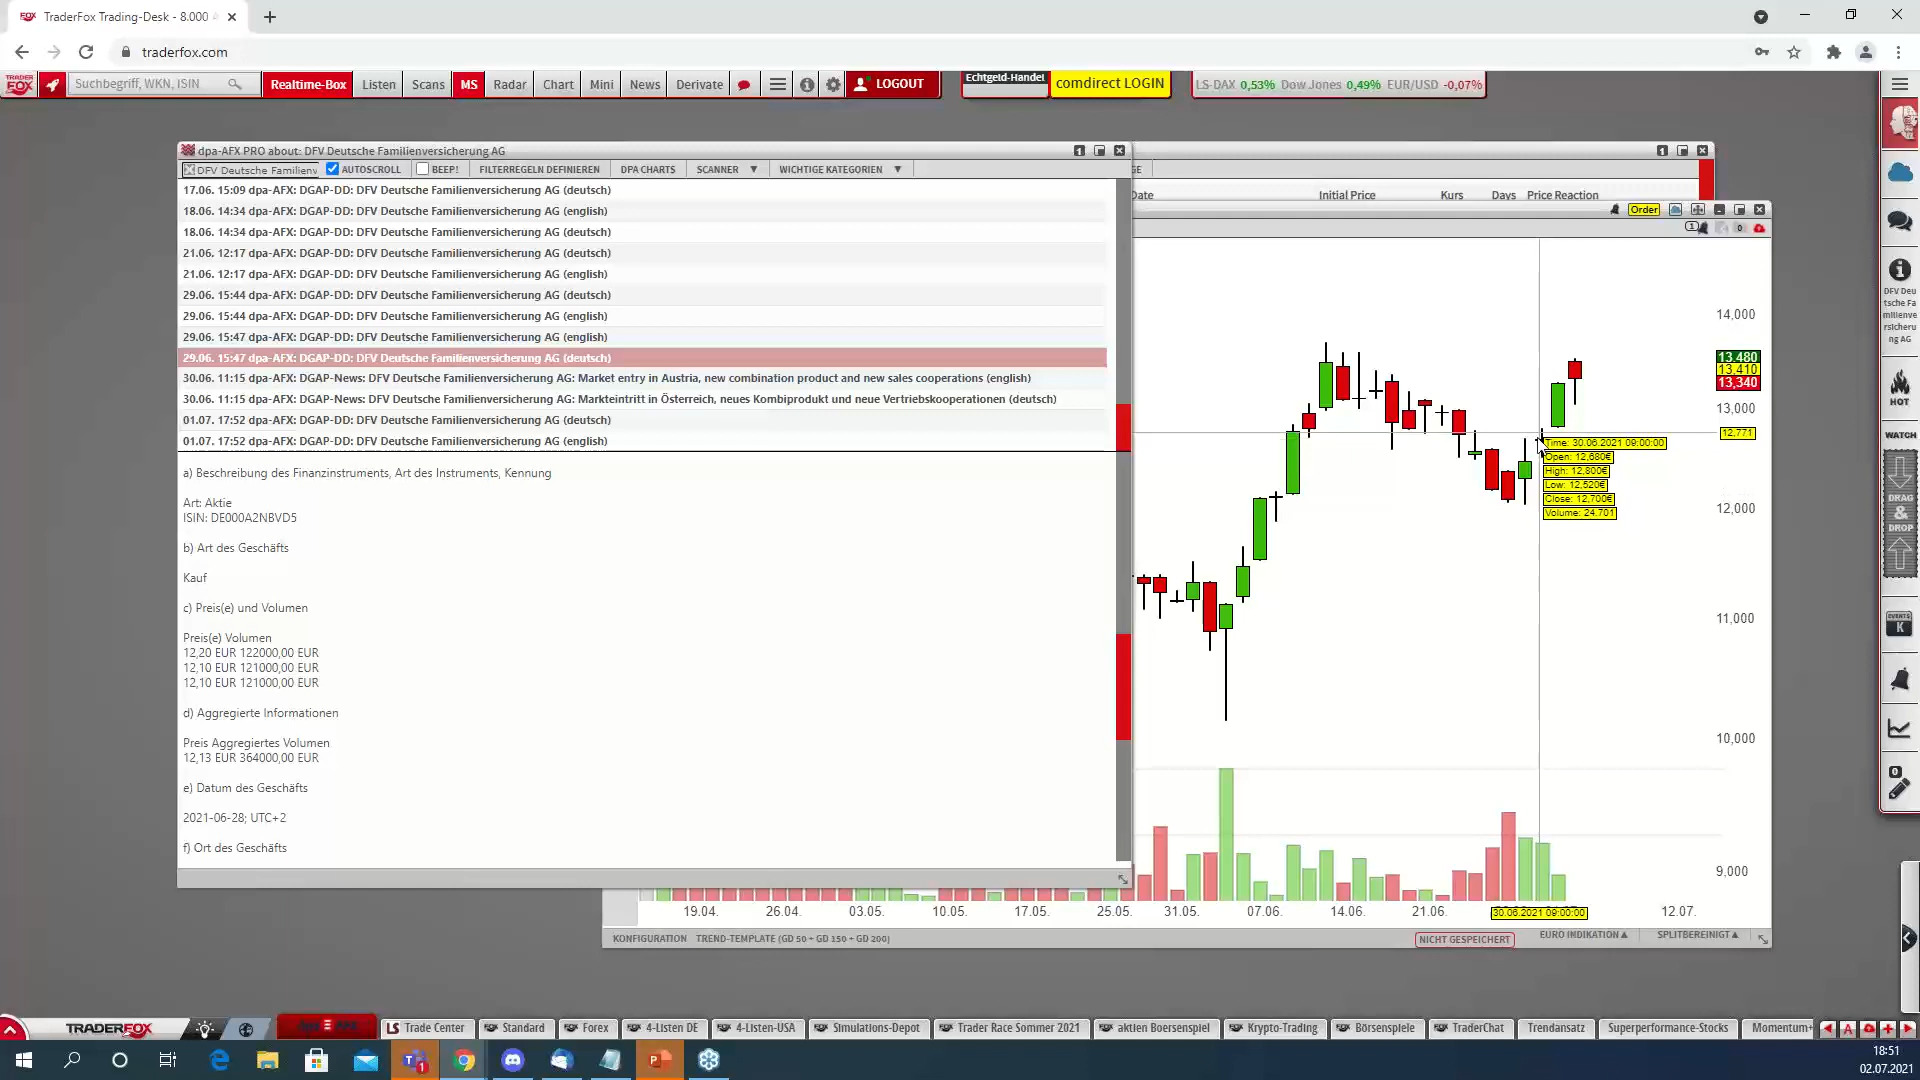 TraderFox Trading-Desk - 8.000
traderfox.com
TRADER FOX
Suchbegriff, WKN, ISIN
Realtime-Box
Listen
Scans
MS
Radar
Chart
Mini
News
Derivate
LOGOUT
Echtgeld-Handel
comdirect LOGIN
LS-DAX 0,53% Dow Jones 0,49% EUR/USD -0,07%
dpa-AFX PRO about: DFV Deutsche Familienversicherung AG
DFV Deutsche Familienv
AUTOSCROLL
BEEP!
FILTERREGELN DEFINIEREN
DPA CHARTS
SCANNER
WICHTIGE KATEGORIEN
17.06. 15:09 dpa-AFX: DGAP-DD: DFV Deutsche Familienversicherung AG (deutsch)
18.06. 14:34 dpa-AFX: DGAP-DD: DFV Deutsche Familienversicherung AG (english)
18.06. 14:34 dpa-AFX: DGAP-DD: DFV Deutsche Familienversicherung AG (deutsch)
21.06. 12:17 dpa-AFX: DGAP-DD: DFV Deutsche Familienversicherung AG (deutsch)
21.06. 12:17 dpa-AFX: DGAP-DD: DFV Deutsche Familienversicherung AG (english)
29.06. 15:44 dpa-AFX: DGAP-DD: DFV Deutsche Familienversicherung AG (deutsch)
29.06. 15:44 dpa-AFX: DGAP-DD: DFV Deutsche Familienversicherung AG (english)
29.06. 15:47 dpa-AFX: DGAP-DD: DFV Deutsche Familienversicherung AG (english)
29.06. 15:47 dpa-AFX: DGAP-DD: DFV Deutsche Familienversicherung AG (deutsch)
30.06. 11:15 dpa-AFX: DGAP-News: DFV Deutsche Familienversicherung AG: Market entry in Austria, new combination product and new sales cooperations (english)
30.06. 11:15 dpa-AFX: DGAP-News: DFV Deutsche Familienversicherung AG: Markteintritt in Österreich, neues Kombiprodukt und neue Vertriebskooperationen (deutsch)
01.07. 17:52 dpa-AFX: DGAP-DD: DFV Deutsche Familienversicherung AG (deutsch)
01.07. 17:52 dpa-AFX: DGAP-DD: DFV Deutsche Familienversicherung AG (english)
a) Beschreibung des Finanzinstruments, Art des Instruments, Kennung
Art: Aktie
ISIN: DE000A2NBVD5
b) Art des Geschäfts
Kauf
c) Preis(e) und Volumen
Preis(e) Volumen
12,20 EUR 122000,00 EUR
12,10 EUR 121000,00 EUR
12,10 EUR 121000,00 EUR
d) Aggregierte Informationen
Preis Aggregiertes Volumen
12,13 EUR 364000,00 EUR
e) Datum des Geschäfts
2021-06-28; UTC+2
f) Ort des Geschäfts
GE
Date
Initial Price
Kurs
Days
Price Reaction
Order
14,000
13,480
13,410
13,340
13,000
12,771
12,000
11,000
10,000
9,000
Time: 30.06.2021 09:00:00
Open: 12,680€
High: 12,800€
Low: 12,520€
Close: 12,700€
Volume: 24.701
19.04.
26.04.
03.05.
10.05.
17.05.
25.05.
31.05.
07.06.
14.06.
21.06.
30.06.2021 09:00:00
12.07.
KONFIGURATION
TREND-TEMPLATE (GD 50 + GD 150 + GD 200)
NICHT GESPEICHERT
EURO INDIKATION
SPLITBEREINIGT
DFV Deu
tsche Fa
milienve
rsicheru
ng AG
HOT
WATCH
DRAG
&
DROP
EVENTS
K
0
TRADERFOX
LS Trade Center
Standard
Forex
4-Listen DE
4-Listen-USA
Simulations-Depot
Trader Race Sommer 2021
aktien Boersenspiel
Krypto-Trading
Börsenspiele
TraderChat
Trendansatz
Superperformance-Stocks
Momentum+
18:51
02.07.2021